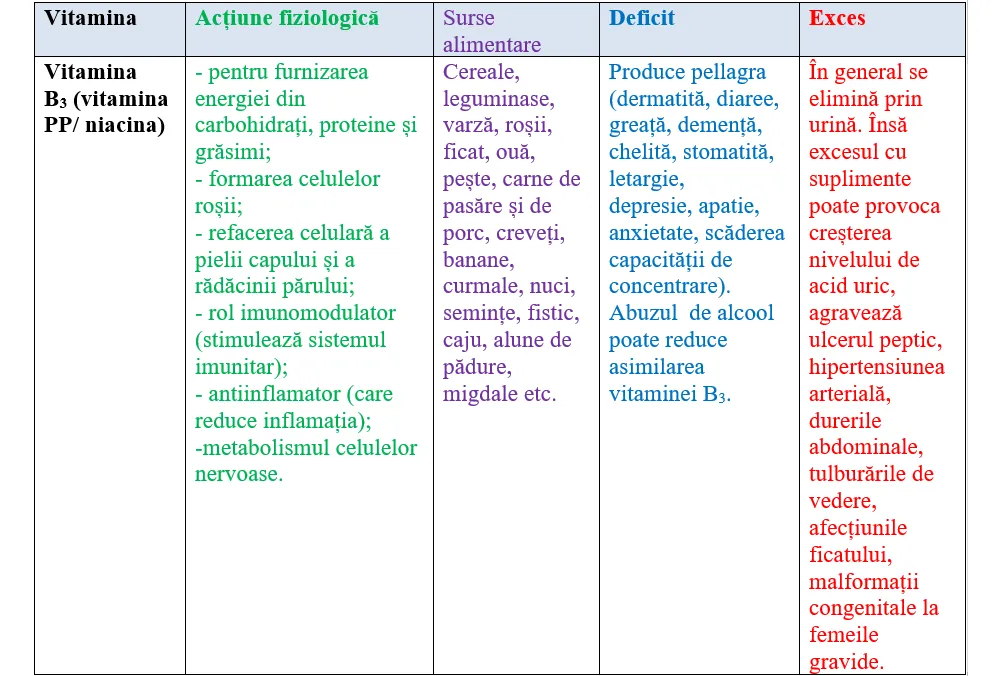 Vitamina
Acțiune fiziologică
Surse
alimentare
Deficit
Exces
Vitamina
B₃ (vitamina
PP/ niacina)
- pentru furnizarea
energiei din
carbohidrați, proteine și
grăsimi;
- formarea celulelor
roșii;
- refacerea celulară a
pielii capului și a
rădăcinii părului;
- rol imunomodulator
(stimulează sistemul
imunitar);
- antiinflamator (care
reduce inflamația);
-metabolismul celulelor
nervoase.
Cereale,
leguminase,
varză, roșii,
ficat, ouă,
pește, carne de
pasăre și de
porc, creveți,
banane,
curmale, nuci,
semințe, fistic,
caju, alune de
pădure,
migdale etc.
Produce pellagra
(dermatită, diaree,
greață, demență,
chelită, stomatită,
letargie,
depresie, apatie,
anxietate, scăderea
capacității de
concentrare).
Abuzul  de alcool
poate reduce
asimilarea
vitaminei B₃.
În general se
elimină prin
urină. Însă
excesul cu
suplimente
poate provoca
creșterea
nivelului de
acid uric,
agravează
ulcerul peptic,
hipertensiunea
arterială,
durerile
abdominale,
tulburările de
vedere,
afecțiunile
ficatului,
malformații
congenitale la
femeile
gravide.